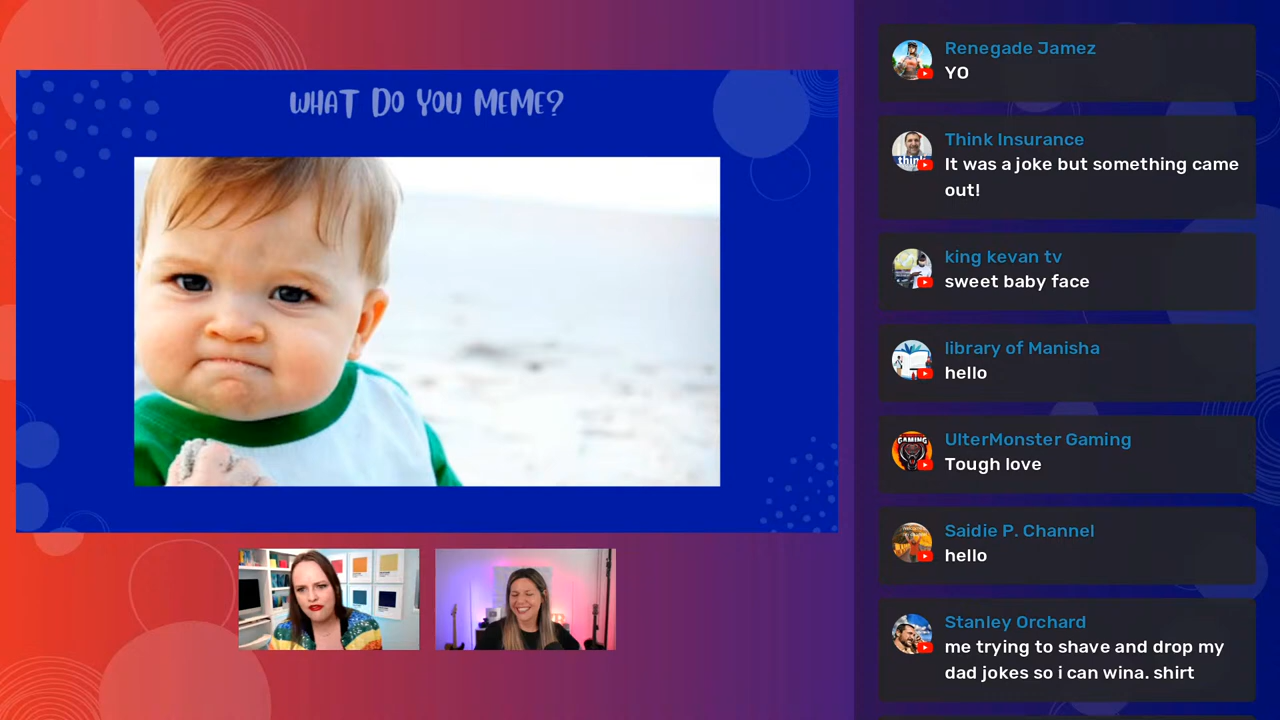 WHAT DO YOU MEME?
Renegade Jamez
YO
Think Insurance
It was a joke but something came
out!
king kevan tv
sweet baby face
library of Manisha
hello
GAMING
UlterMonster Gaming
Tough love
Saidie P. Channel
hello
Stanley Orchard
me trying to shave and drop my
dad jokes so i can wina. shirt